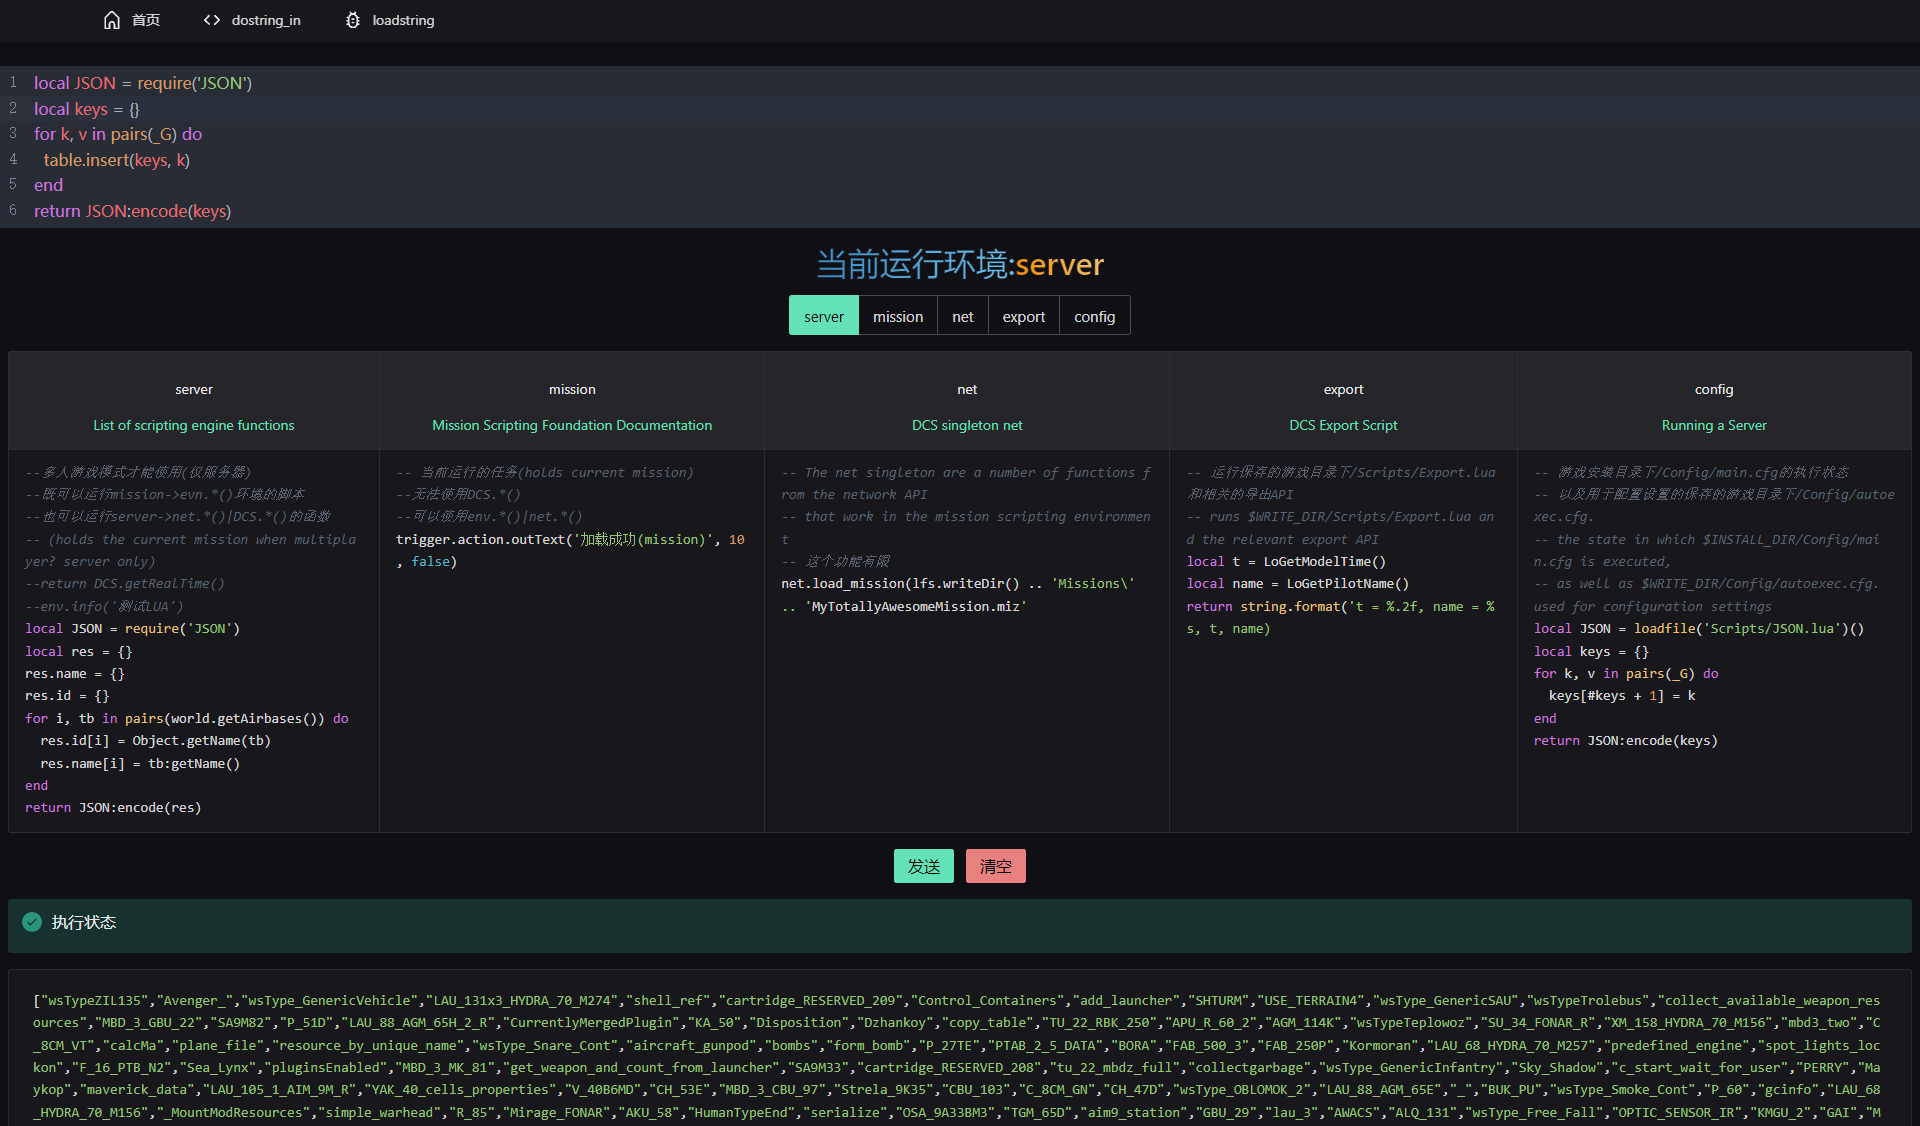 首页 dostring_in loadstring
1 local JSON = require('JSON')
2 local keys = {}
3 for k, v in pairs(_G) do
4 table.insert(keys, k)
5 end
6 return JSON:encode(keys)
当前运行环境:server
server mission net export config
server
List of scripting engine functions
--多人游戏模式才能使用(仅服务器)
--既可以运行mission->evn.*()环境的脚本
--也可以运行server->net.*()|DCS.*()的函数
-- (holds the current mission when multipla
yer? server only)
--return DCS.getRealTime()
--env.info('测试LUA')
local JSON = require('JSON')
local res = {}
res.name = {}
res.id = {}
for i, tb in pairs(world.getAirbases()) do
res.id[i] = Object.getName(tb)
res.name[i] = tb:getName()
end
return JSON:encode(res)
mission
Mission Scripting Foundation Documentation
-- 当前运行的任务(holds current mission)
--无法使用DCS.*()
--可以使用env.*()|net.*()
trigger.action.outText('加载成功(mission)', 10
, false)
net
DCS singleton net
-- The net singleton are a number of functions f
rom the network API
-- that work in the mission scripting environmen
t
-- 这个功能有限
net.load_mission(lfs.writeDir() .. 'Missions\'
.. 'MyTotallyAwesomeMission.miz'
export
DCS Export Script
-- 运行保存的游戏目录下/Scripts/Export.lua
和相关的导出API
-- runs $WRITE_DIR/Scripts/Export.lua an
d the relevant export API
local t = LoGetModelTime()
local name = LoGetPilotName()
return string.format('t = %.2f, name = %
s, t, name)
config
Running a Server
-- 游戏安装目录下/Config/main.cfg的执行状态
-- 以及用于配置设置的保存的游戏目录下/Config/autoe
xec.cfg.
-- the state in which $INSTALL_DIR/Config/mai
n.cfg is executed,
-- as well as $WRITE_DIR/Config/autoexec.cfg.
used for configuration settings
local JSON = loadfile('Scripts/JSON.lua')()
local keys = {}
for k, v in pairs(_G) do
keys[#keys + 1] = k
end
return JSON:encode(keys)
发送 清空
执行状态
["wsTypeZIL135","Avenger_","wsType_GenericVehicle","LAU_131x3_HYDRA_70_M274","shell_ref","cartridge_RESERVED_209","Control_Containers","add_launcher","SHTURM","USE_TERRAIN4","wsType_GenericSAU","wsTypeTrolebus","collect_available_weapon_res
ources","MBD_3_GBU_22","SA9M82","P_51D","LAU_88_AGM_65H_2_R","CurrentlyMergedPlugin","KA_50","Disposition","Dzhankoy","copy_table","TU_22_RBK_250","APU_R_60_2","AGM_114K","wsTypeTeplowoz","SU_34_FONAR_R","XM_158_HYDRA_70_M156","mbd3_two","C
_8CM_VT","calcMa","plane_file","resource_by_unique_name","wsType_Snare_Cont","aircraft_gunpod","bombs","form_bomb","P_27TE","PTAB_2_5_DATA","BORA","FAB_500_3","FAB_250P","Kormoran","LAU_68_HYDRA_70_M257","predefined_engine","spot_lights_loc
kon","F_16_PTB_N2","Sea_Lynx","pluginsEnabled","MBD_3_MK_81","get_weapon_and_count_from_launcher","SA9M33","cartridge_RESERVED_208","tu_22_mbdz_full","collectgarbage","wsType_GenericInfantry","Sky_Shadow","c_start_wait_for_user","PERRY","Ma
ykop","maverick_data","LAU_105_1_AIM_9M_R","YAK_40_cells_properties","V_40B6MD","CH_53E","MBD_3_CBU_97","Strela_9K35","CBU_103","C_8CM_GN","CH_47D","wsType_OBLOMOK_2","LAU_88_AGM_65E","_","BUK_PU","wsType_Smoke_Cont","P_60","gcinfo","LAU_68
_HYDRA_70_M156","_MountModResources","simple_warhead","R_85","Mirage_FONAR","AKU_58","HumanTypeEnd","serialize","OSA_9A33BM3","TGM_65D","aim9_station","GBU_29","lau_3","AWACS","ALQ_131","wsType_Free_Fall","OPTIC_SENSOR_IR","KMGU_2","GAI","M